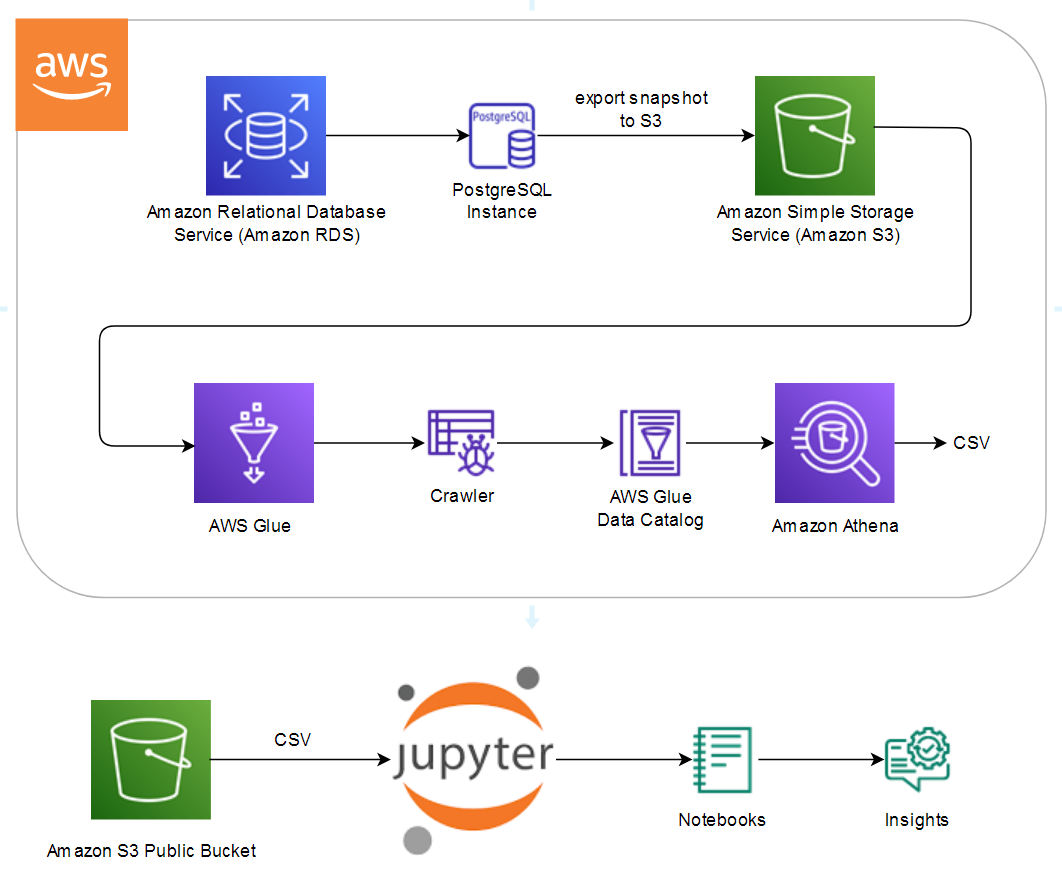 aws
export snapshot
to S3
PostgreSQL
Amazon Relational Database
Service (Amazon RDS)
PostgreSQL
Instance
Amazon Simple Storage
Service (Amazon S3)
CSV
AWS Glue
Crawler
AWS Glue
Data Catalog
Amazon Athena
CSV
jupyter
Amazon S3 Public Bucket
Notebooks
Insights